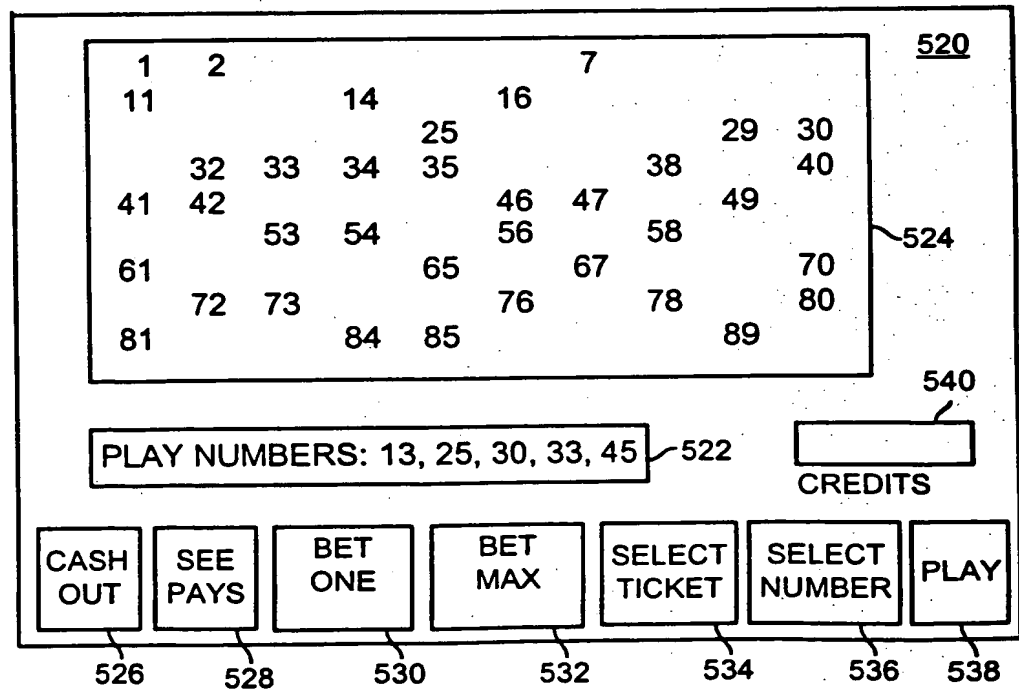 520
1 2 7
11 14 16
25 29 30
32 33 34 35 38 40
41 42 46 47 49
53 54 56 58
524
61 65 67 70
72 73 76 78 80
81 84 85 89
540
PLAY NUMBERS: 13, 25, 30, 33, 45
522
CREDITS
CASH OUT
SEE PAYS
BET ONE
BET MAX
SELECT TICKET
SELECT NUMBER
PLAY
526 528 530 532 534 536 538